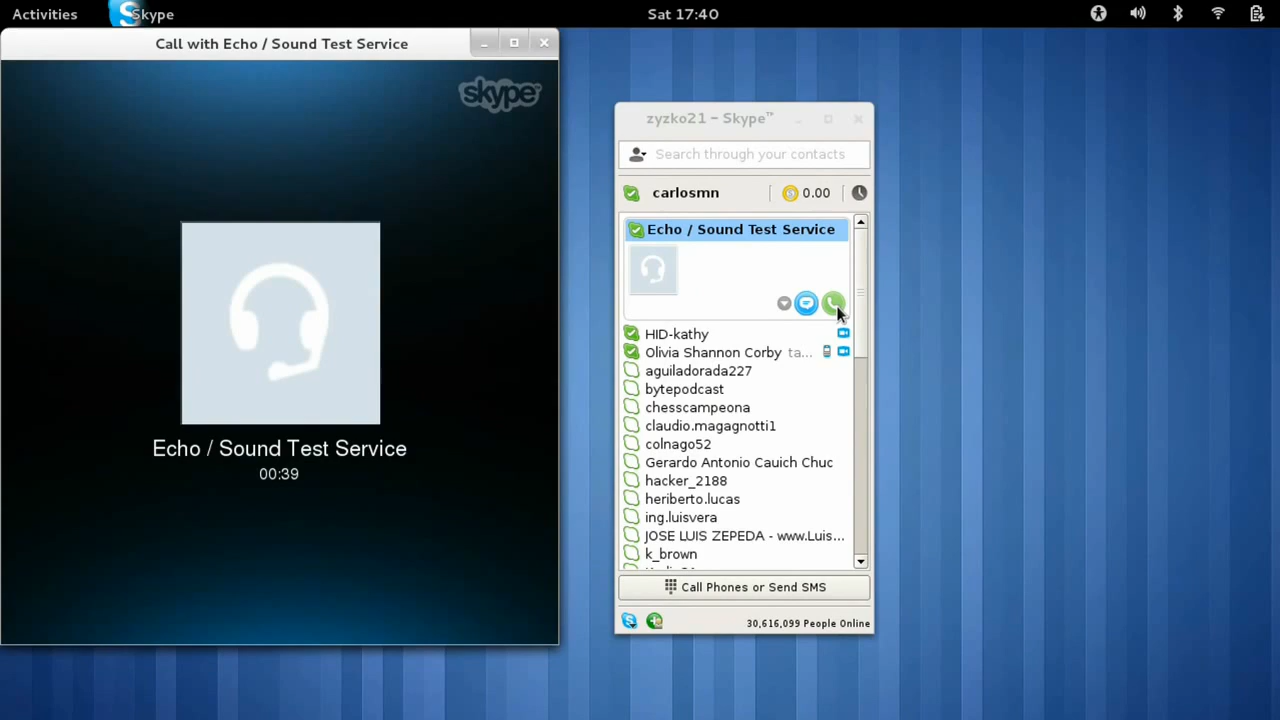 Activities
Skype
Sat 17:40
Call with Echo / Sound Test Service
skype
Echo / Sound Test Service
00:39
zyzko21 – Skype™
Search through your contacts
carlosmn
0.00
Echo / Sound Test Service
HID-kathy
Olivia Shannon Corby ta...
aguiladorada227
bytepodcast
chesscampeona
claudio.magagnotti1
colnago52
Gerardo Antonio Cauich Chuc
hacker_2188
heriberto.lucas
ing.luisvera
JOSE LUIS ZEPEDA - www.Luis...
k_brown
Call Phones or Send SMS
30,616,099 People Online